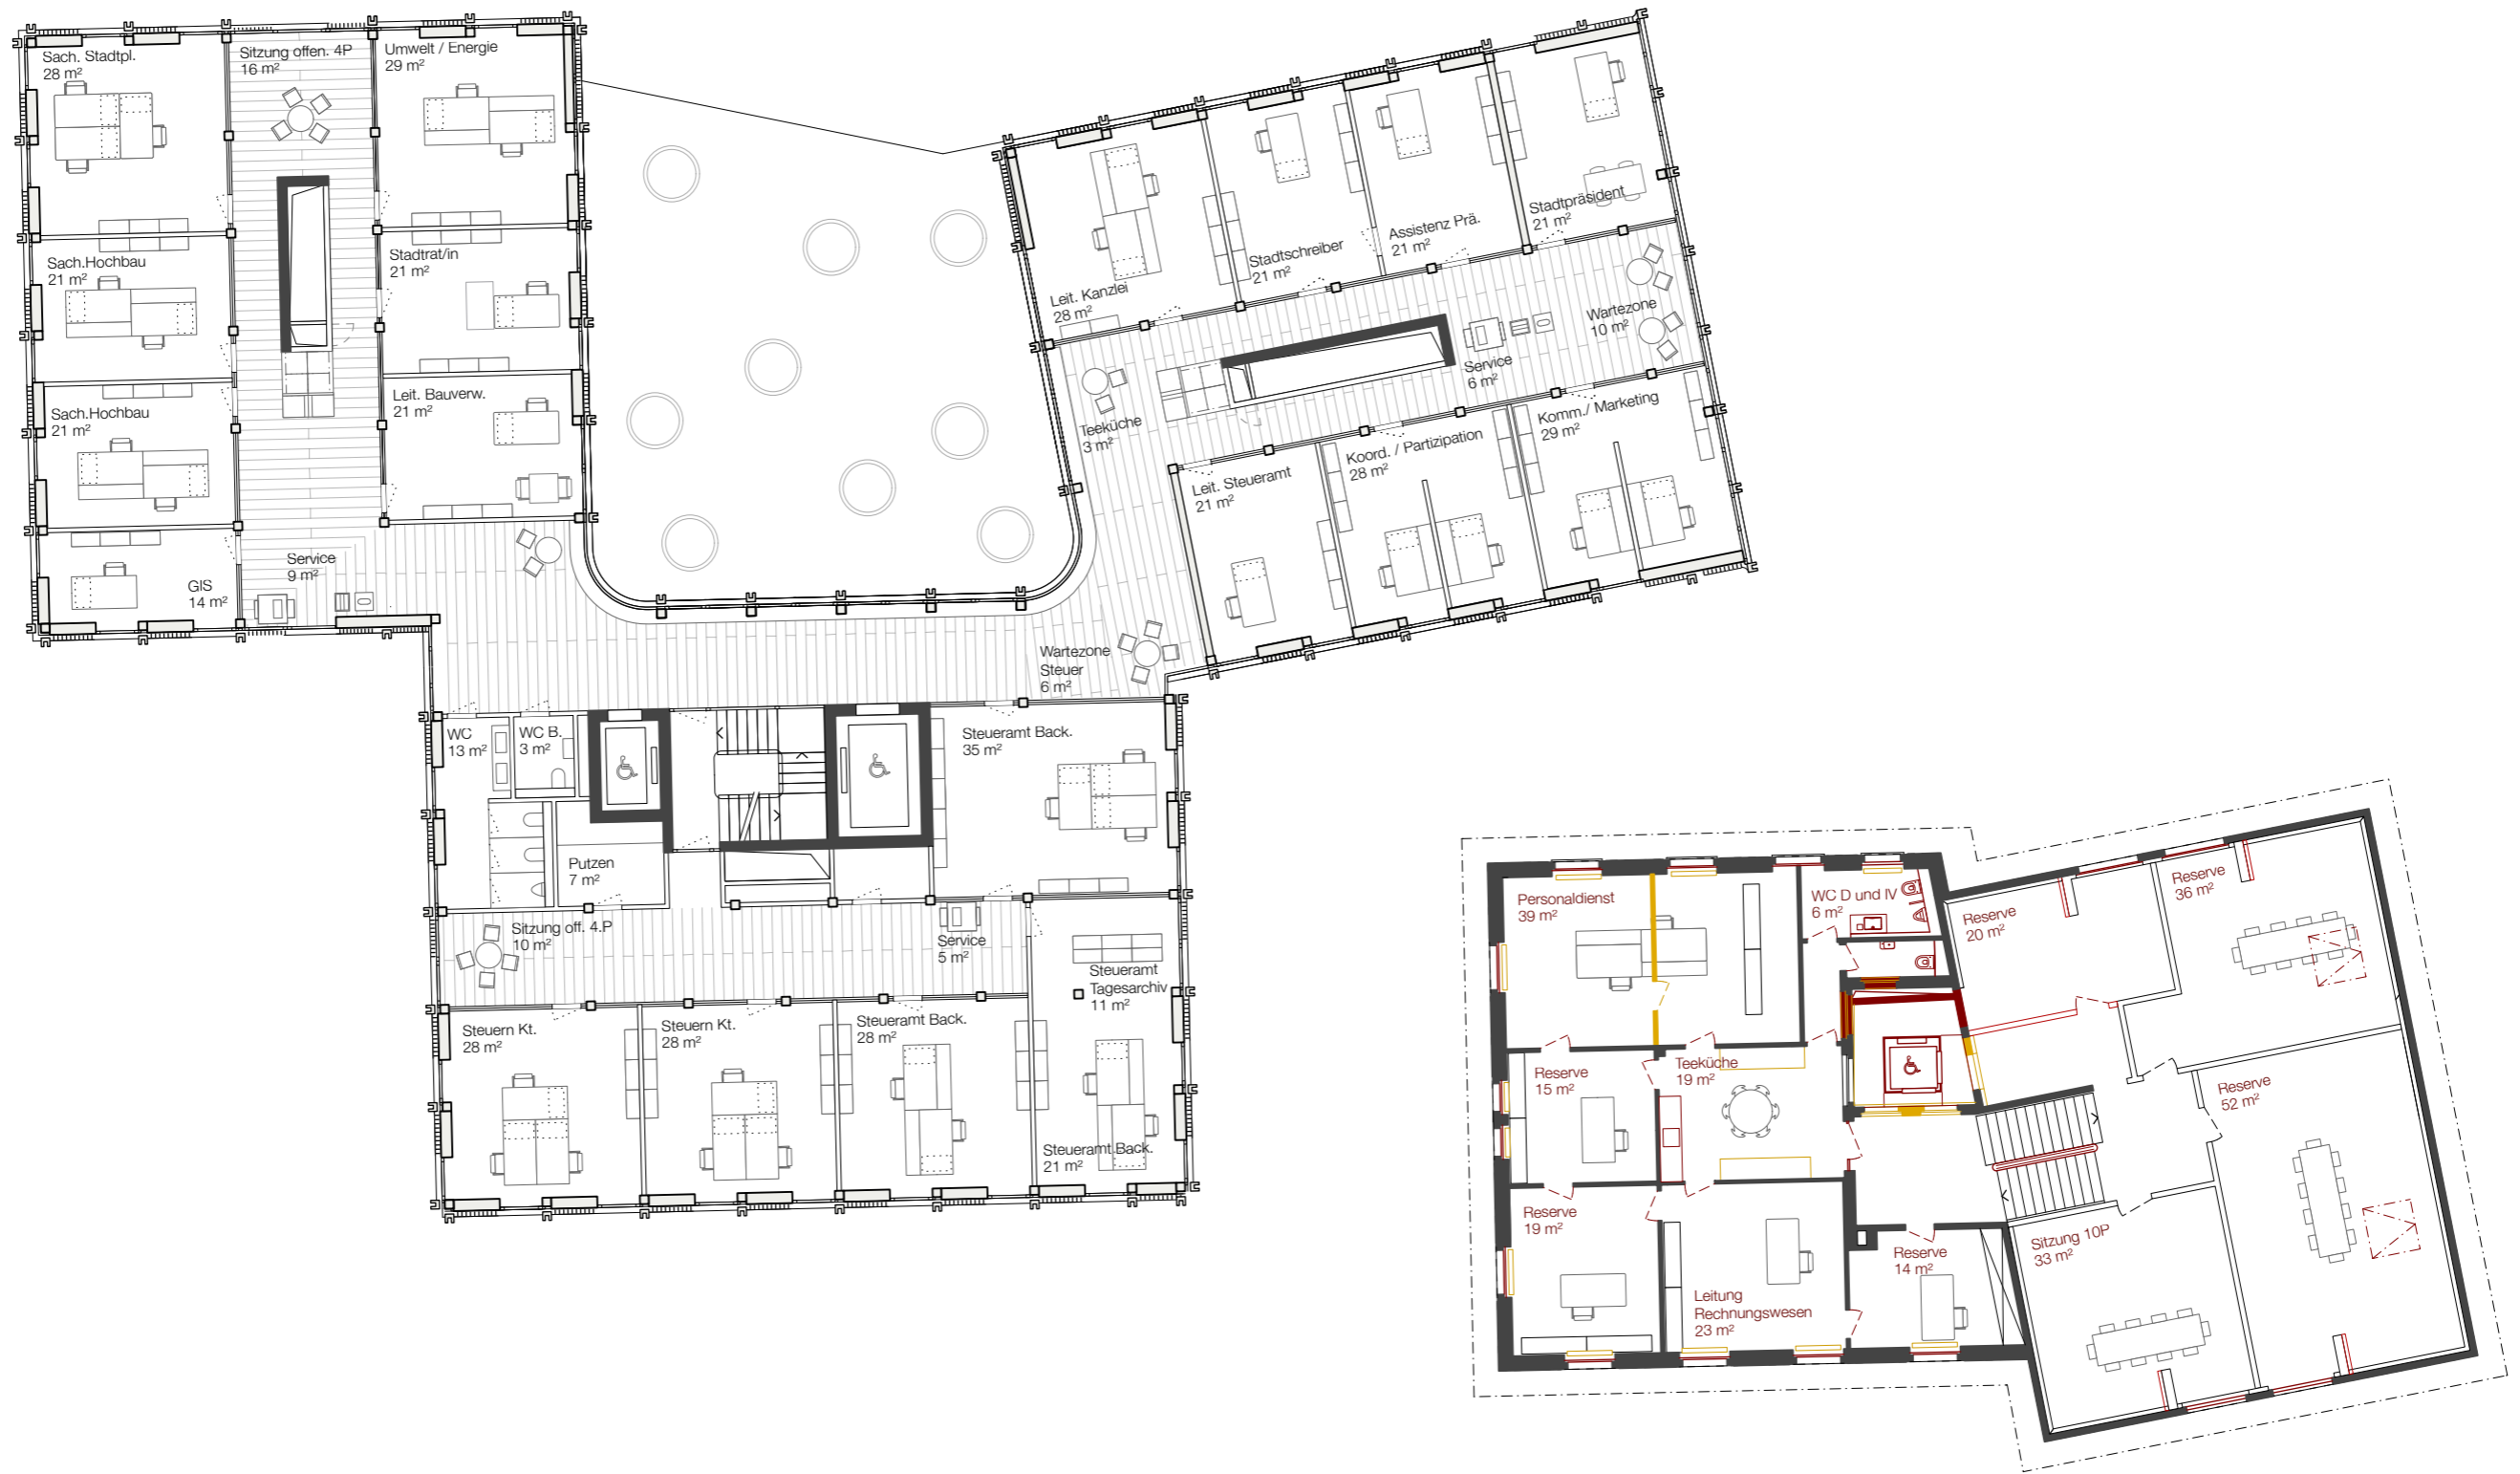 Sach. Stadtpl.
28 m²
Sitzung offen. 4P
16 m²
Umwelt / Energie
29 m²
Sach.Hochbau
21 m²
Stadtrat/in
21 m²
Sach.Hochbau
21 m²
Leit. Bauverw.
21 m²
GIS
14 m²
Service
9 m²
Leit. Kanzlei
28 m²
Stadtschreiber
21 m²
Assistenz Prä.
21 m²
Stadtpräsident
21 m²
Wartezone
10 m²
Service
6 m²
Teeküche
3 m²
Leit. Steueramt
21 m²
Koord. / Partizipation
28 m²
Komm./ Marketing
29 m²
Wartezone
Steuer
6 m²
WC
13 m²
WC B.
3 m²
Steueramt Back.
35 m²
Putzen
7 m²
Sitzung off. 4.P
10 m²
Service
5 m²
Steueramt
Tagesarchiv
11 m²
Steuern Kt.
28 m²
Steuern Kt.
28 m²
Steueramt Back.
28 m²
Steueramt Back.
21 m²
Personaldienst
39 m²
WC D und IV
6 m²
Reserve
20 m²
Reserve
36 m²
Reserve
15 m²
Teeküche
19 m²
Reserve
52 m²
Reserve
19 m²
Leitung
Rechnungswesen
23 m²
Reserve
14 m²
Sitzung 10P
33 m²